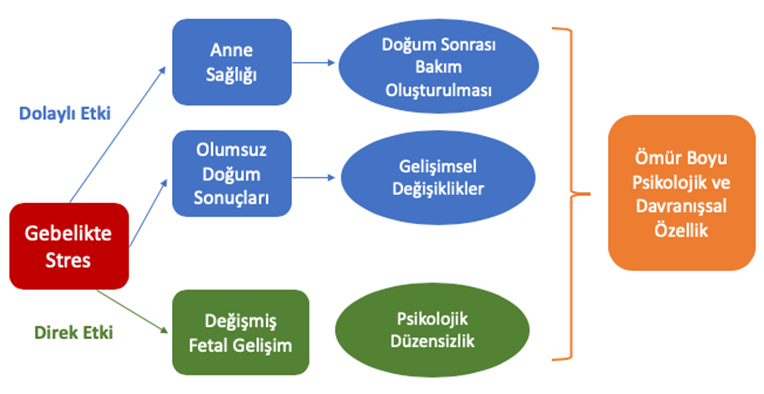 Anne
Sağlığı
Doğum Sonrası
Bakım
Oluşturulması
Dolaylı Etki
Olumsuz
Doğum
Sonuçları
Gelişimsel
Değişiklikler
Ömür Boyu
Psikolojik ve
Davranışsal
Özellik
Gebelikte
Stres
Direk Etki
Değişmiş
Fetal Gelişim
Psikolojik
Düzensizlik